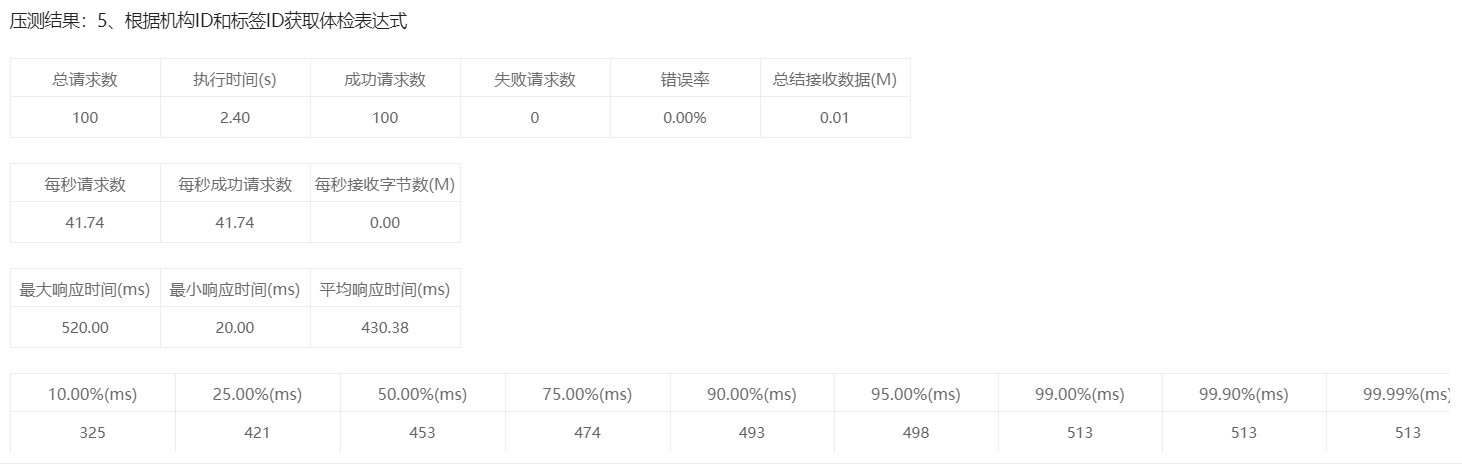 压测结果：5、根据机构ID和标签ID获取体检表达式
总请求数 执行时间(s) 成功请求数 失败请求数 错误率 总结接收数据(M)
100 2.40 100 0 0.00% 0.01
每秒请求数 每秒成功请求数 每秒接收字节数(M)
41.74 41.74 0.00
最大响应时间(ms) 最小响应时间(ms) 平均响应时间(ms)
520.00 20.00 430.38
10.00%(ms) 25.00%(ms) 50.00%(ms) 75.00%(ms) 90.00%(ms) 95.00%(ms) 99.00%(ms) 99.90%(ms) 99.99%(ms)
325 421 453 474 493 498 513 513 513